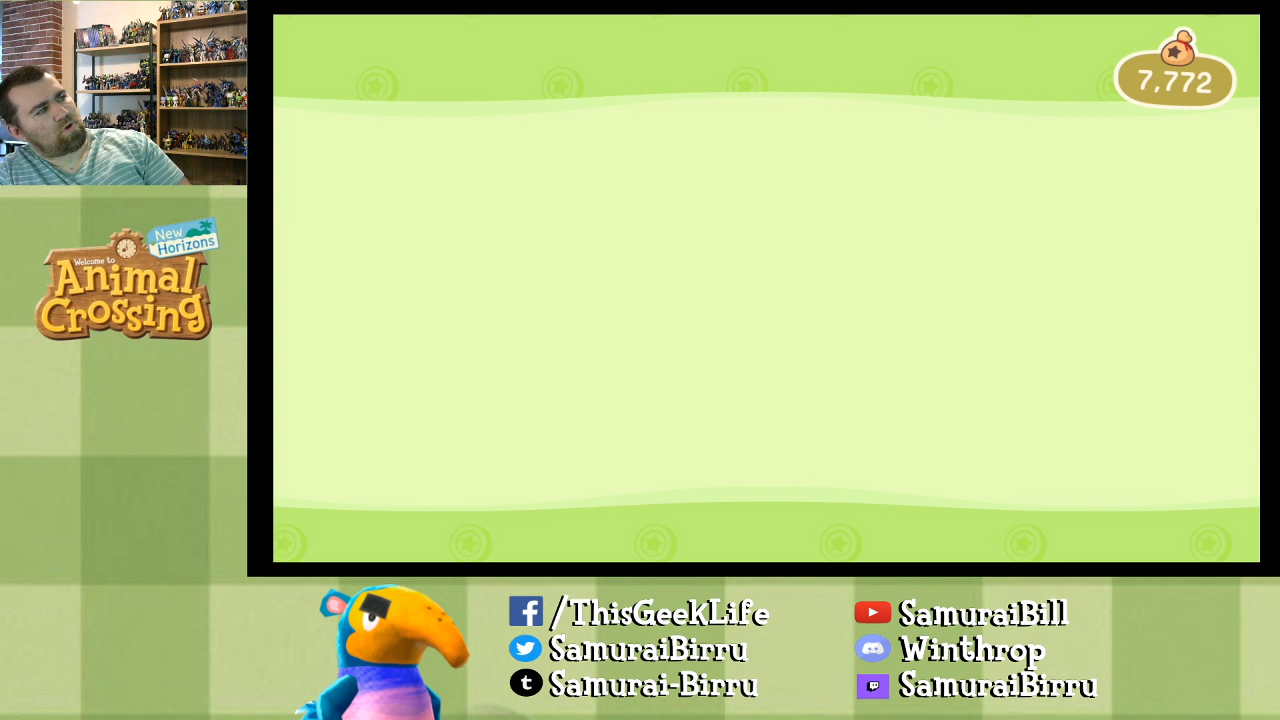 7,772
New
Horizons
Welcome to
Animal
Crossing
/ThisGeekLife
SamuraiBirru
Samurai-Birru
SamuraiBill
Winthrop
SamuraiBirru